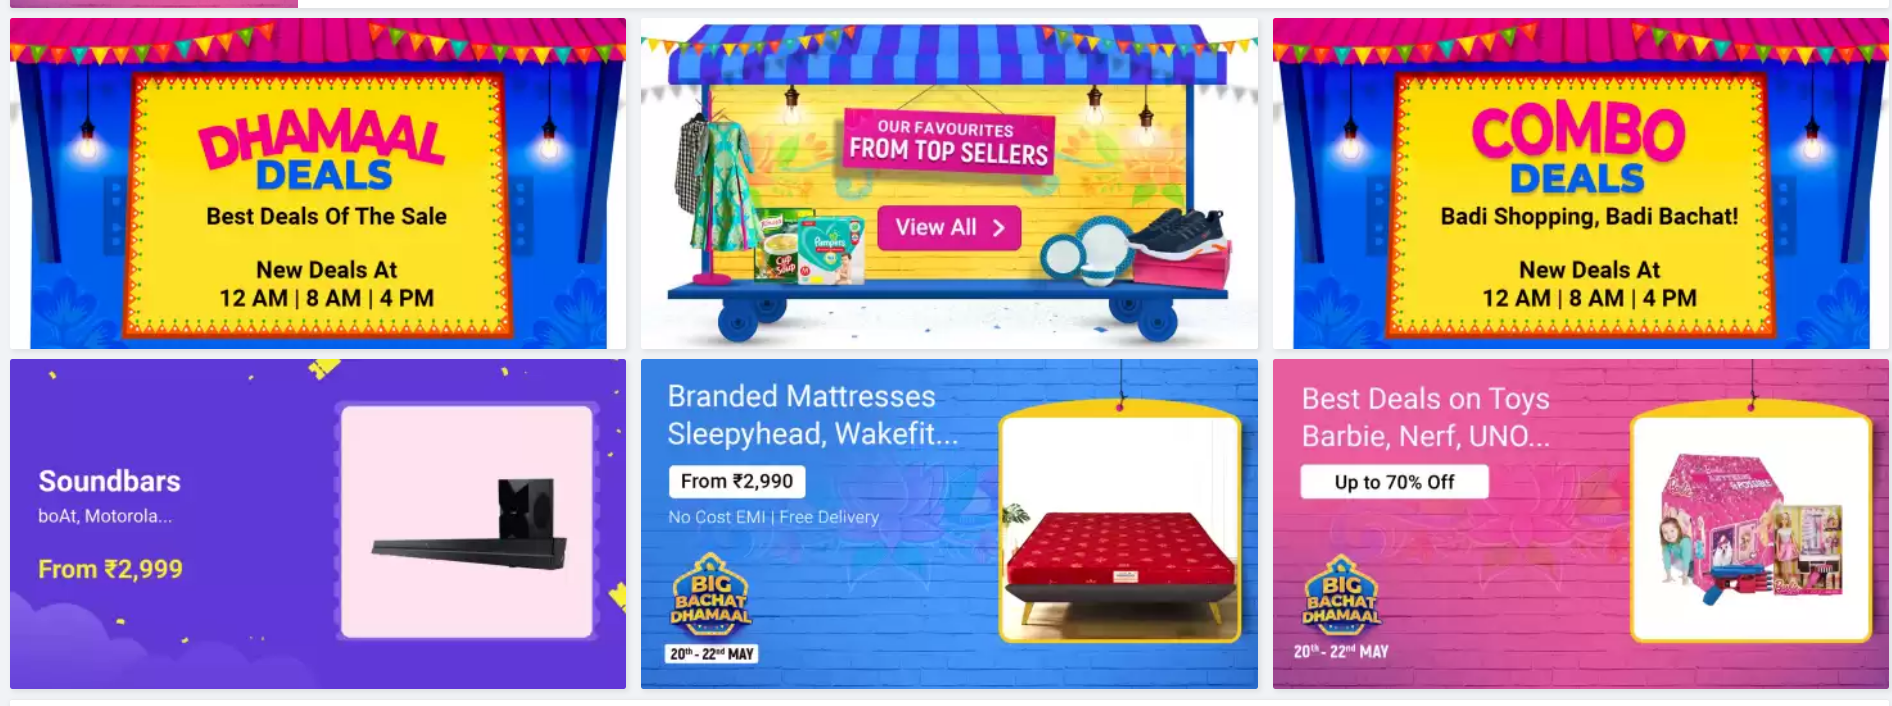 DHAMAAL
DEALS
Best Deals Of The Sale
New Deals At
12 AM | 8 AM | 4 PM
OUR FAVOURITES
FROM TOP SELLERS
View All >
Knorr
Cup
Soup
Pampers
COMBO
DEALS
Badi Shopping, Badi Bachat!
New Deals At
12 AM | 8 AM | 4 PM
Soundbars
boAt, Motorola...
From ₹2,999
Branded Mattresses
Sleepyhead, Wakefit...
From ₹2,990
No Cost EMI | Free Delivery
BIG
BACHAT
DHAMAAL
20th - 22nd MAY
Best Deals on Toys
Barbie, Nerf, UNO...
Up to 70% Off
BIG
BACHAT
DHAMAAL
20th - 22nd MAY